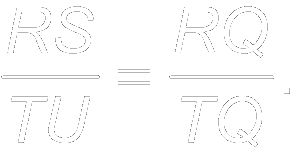 RS/TU = RQ/TQ.